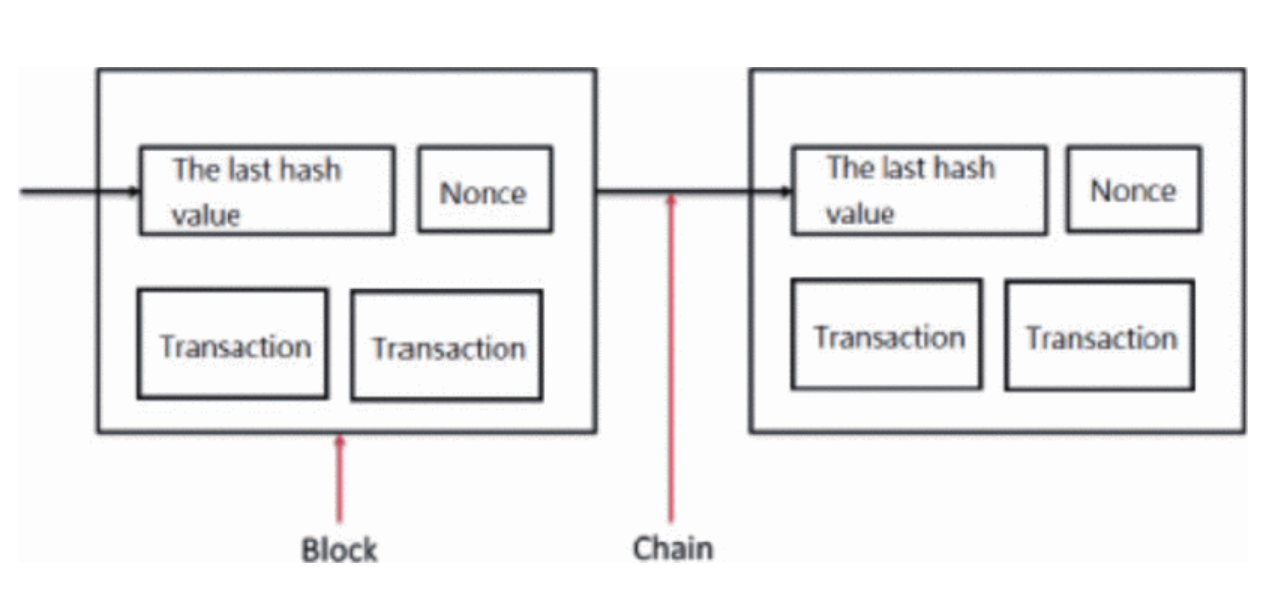 The last hash
value
Nonce
Transaction
Transaction
The last hash
value
Nonce
Transaction
Transaction
Block
Chain